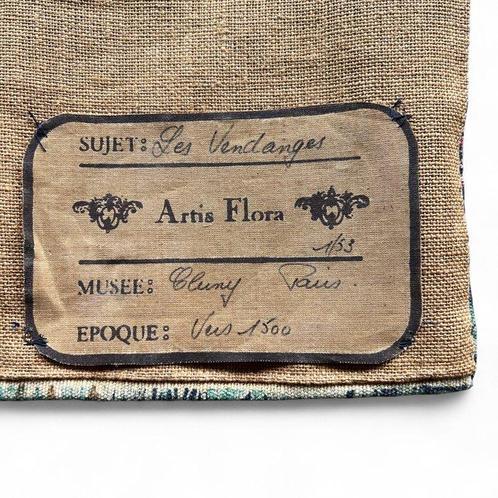 SUJET: Les Vendanges
Artis Flora
1/53
MUSEE: Cluny Paris.
EPOQUE: Vers 1500